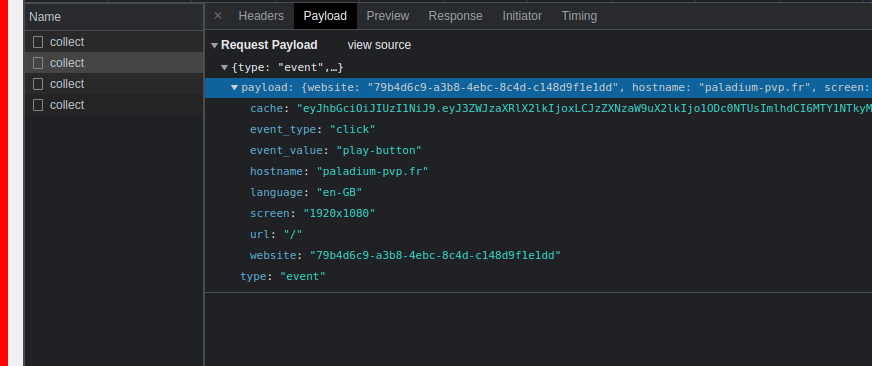 Name
collect
collect
collect
collect
× Headers Payload Preview Response Initiator Timing
Request Payload view source
{type: "event",…}
payload: {website: "79b4d6c9-a3b8-4ebc-8c4d-c148d9f1e1dd", hostname: "paladium-pvp.fr", screen:
cache: "eyJhbGciOiJIUzI1NiJ9.eyJ3ZWJzaXRlX2lkIjoxLCJzZXNzaW9uX2lkIjo1ODc0NTUsImlhdCI6MTY1NTkyM
event_type: "click"
event_value: "play-button"
hostname: "paladium-pvp.fr"
language: "en-GB"
screen: "1920x1080"
url: "/"
website: "79b4d6c9-a3b8-4ebc-8c4d-c148d9f1e1dd"
type: "event"